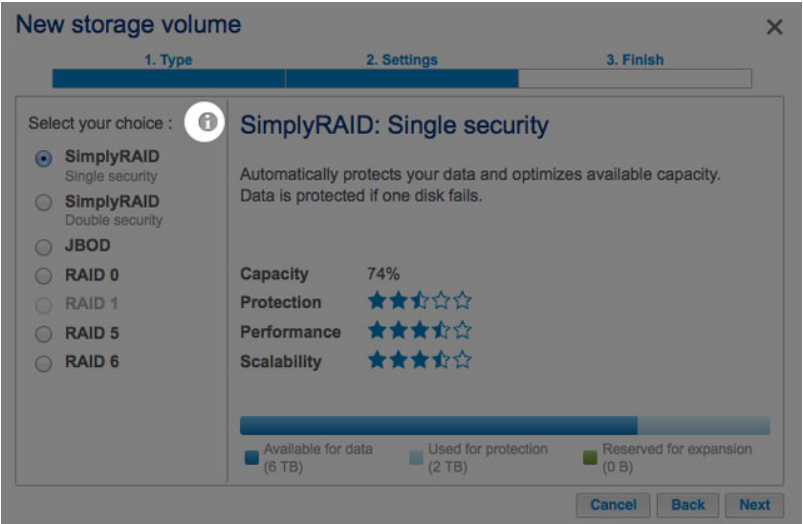 New storage volume
1. Type 2. Settings 3. Finish
Select your choice :
SimplyRAID
Single security
SimplyRAID
Double security
JBOD
RAID 0
RAID 1
RAID 5
RAID 6
SimplyRAID: Single security
Automatically protects your data and optimizes available capacity.
Data is protected if one disk fails.
Capacity 74%
Protection
Performance
Scalability
Available for data
(6 TB)
Used for protection
(2 TB)
Reserved for expansion
(0 B)
Cancel Back Next